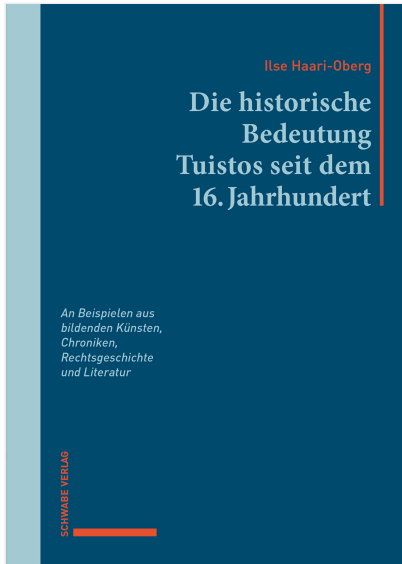 Ilse Haari-Oberg
Die historische
Bedeutung
Tuistos seit dem
16. Jahrhundert
An Beispielen aus
bildenden Künsten,
Chroniken,
Rechtsgeschichte
und Literatur
SCHWABE VERLAG